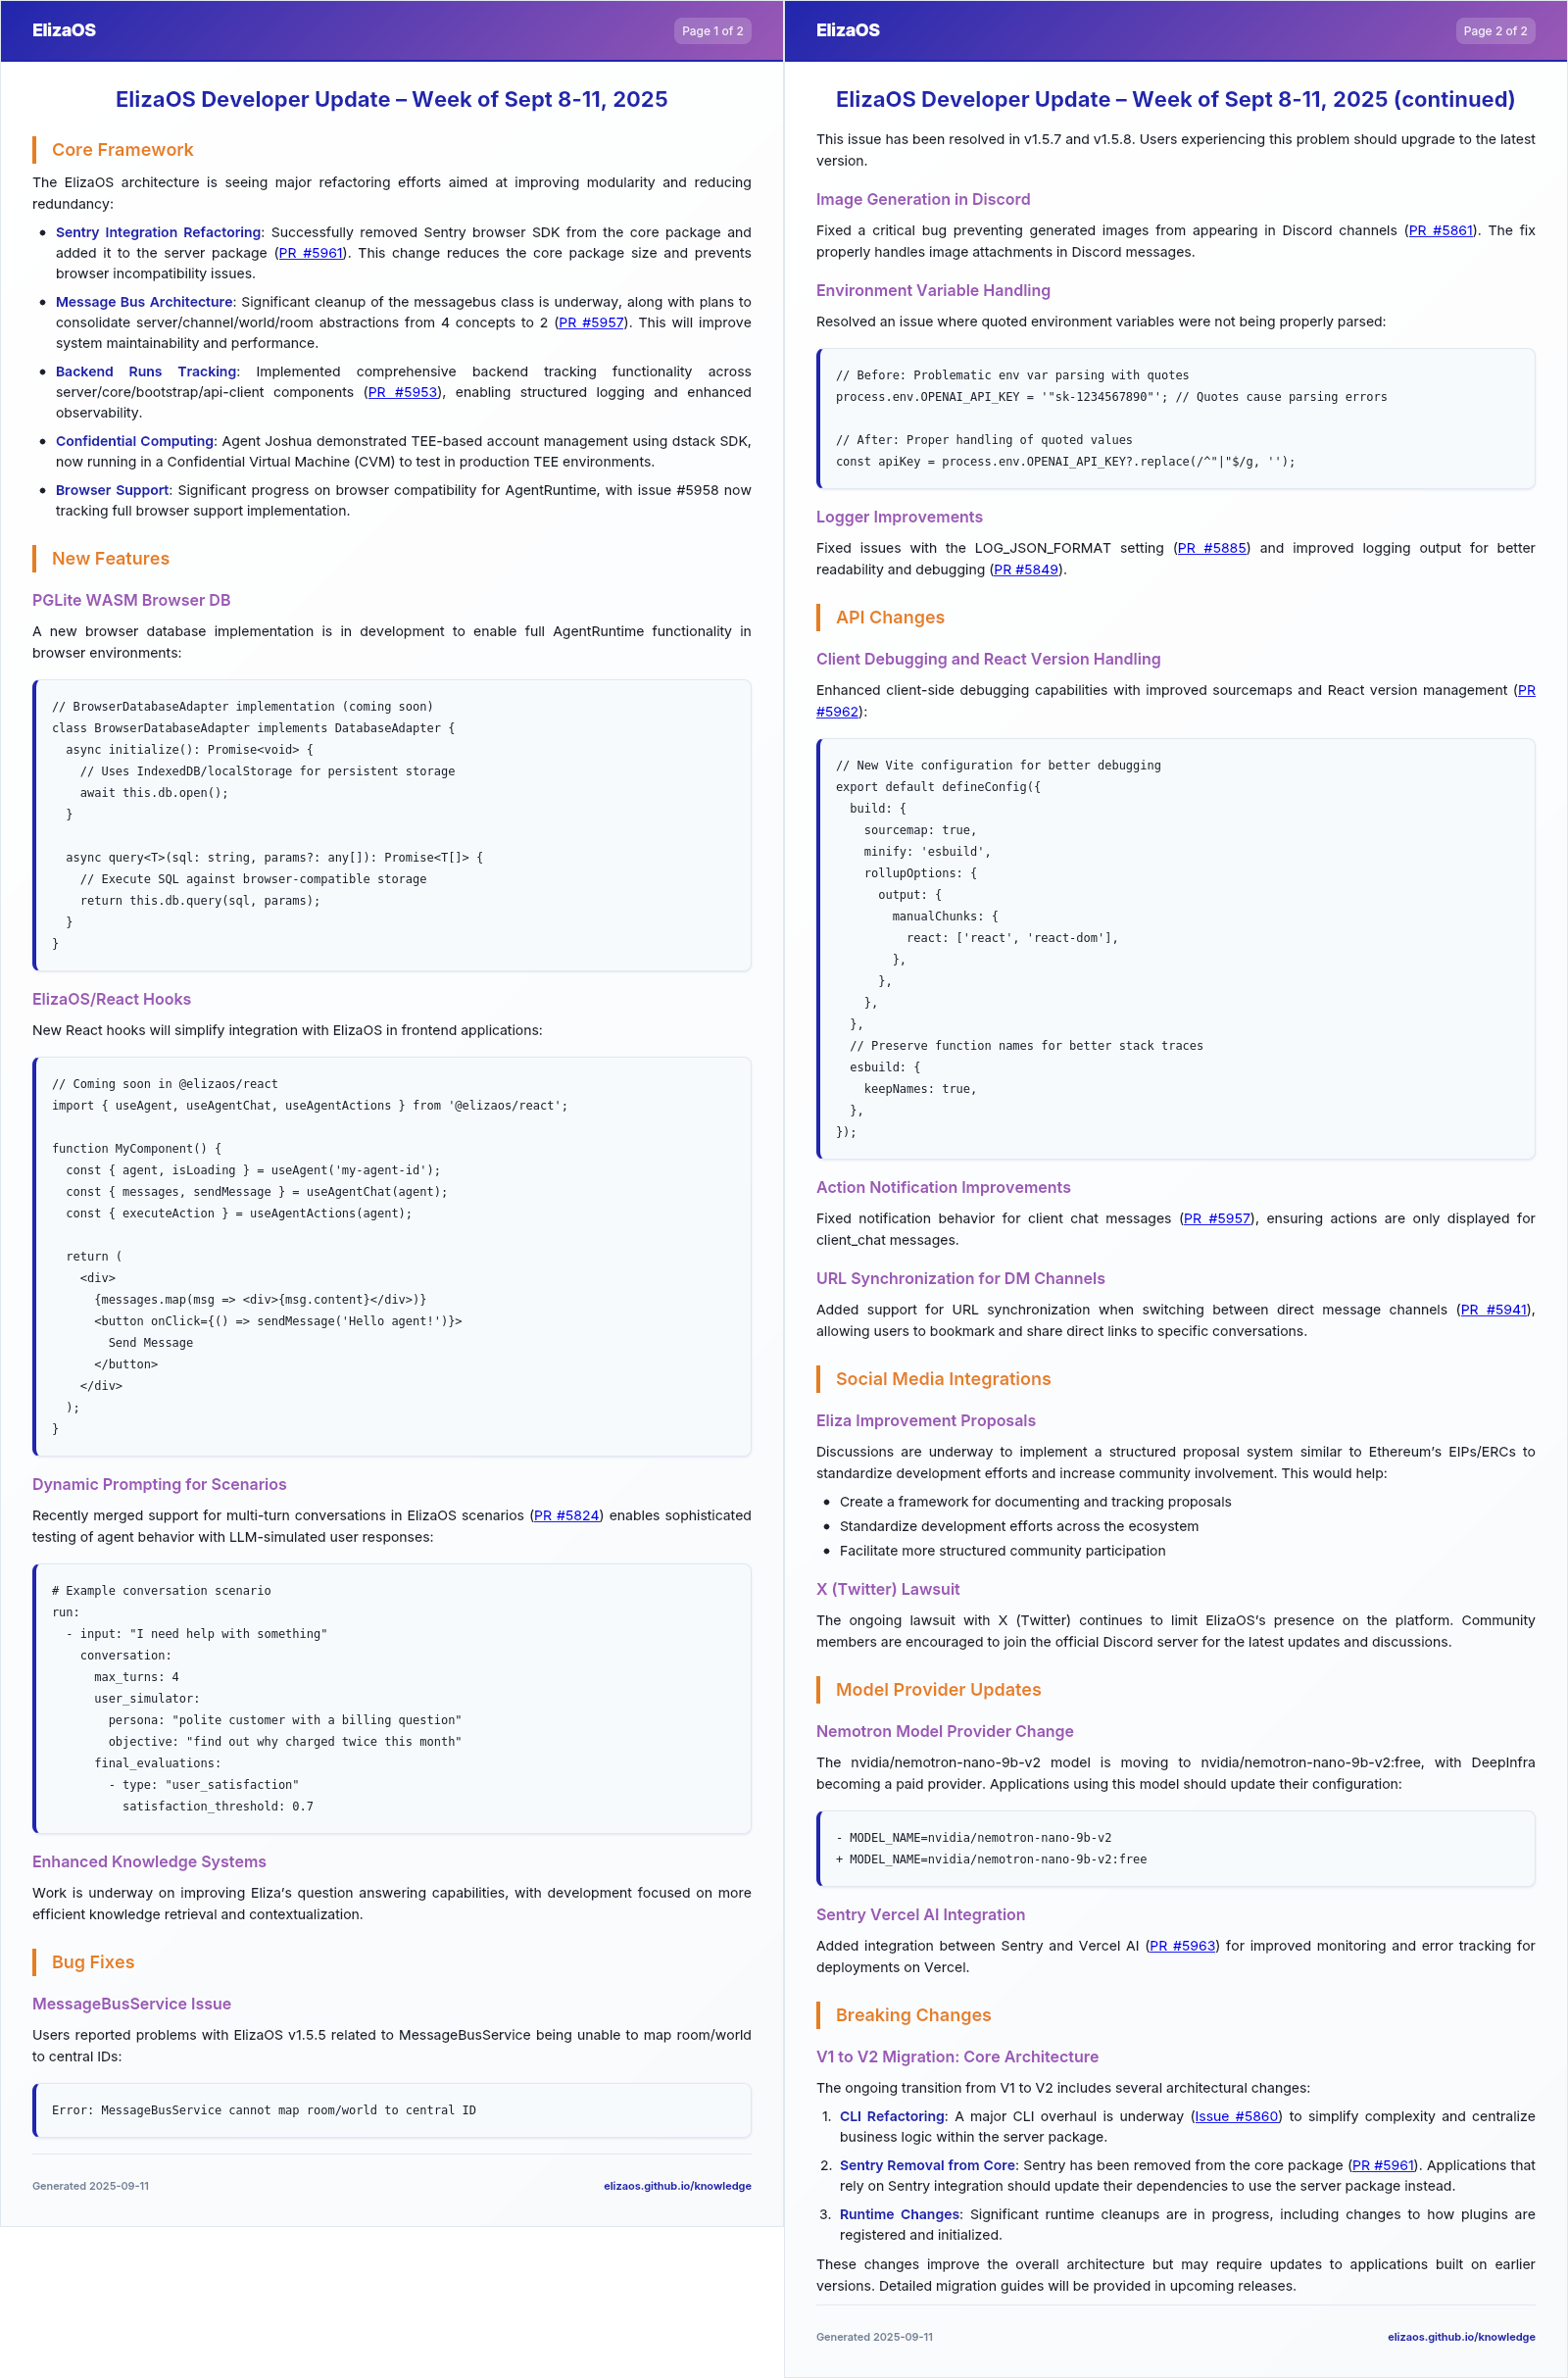 ElizaOS
Page 1 of 2
ElizaOS Developer Update – Week of Sept 8-11, 2025
Core Framework
The ElizaOS architecture is seeing major refactoring efforts aimed at improving modularity and reducing
redundancy:
• Sentry Integration Refactoring: Successfully removed Sentry browser SDK from the core package and
added it to the server package (PR #5961). This change reduces the core package size and prevents
browser incompatibility issues.
• Message Bus Architecture: Significant cleanup of the messagebus class is underway, along with plans to
consolidate server/channel/world/room abstractions from 4 concepts to 2 (PR #5957). This will improve
system maintainability and performance.
• Backend Runs Tracking: Implemented comprehensive backend tracking functionality across
server/core/bootstrap/api-client components (PR #5953), enabling structured logging and enhanced
observability.
• Confidential Computing: Agent Joshua demonstrated TEE-based account management using dstack SDK,
now running in a Confidential Virtual Machine (CVM) to test in production TEE environments.
• Browser Support: Significant progress on browser compatibility for AgentRuntime, with issue #5958 now
tracking full browser support implementation.
New Features
PGLite WASM Browser DB
A new browser database implementation is in development to enable full AgentRuntime functionality in
browser environments:
// BrowserDatabaseAdapter implementation (coming soon)
class BrowserDatabaseAdapter implements DatabaseAdapter {
  async initialize(): Promise<void> {
    // Uses IndexedDB/localStorage for persistent storage
    await this.db.open();
  }
  async query<T>(sql: string, params?: any[]): Promise<T[]> {
    // Execute SQL against browser-compatible storage
    return this.db.query(sql, params);
  }
}
ElizaOS/React Hooks
New React hooks will simplify integration with ElizaOS in frontend applications:
// Coming soon in @elizaos/react
import { useAgent, useAgentChat, useAgentActions } from '@elizaos/react';
function MyComponent() {
  const { agent, isLoading } = useAgent('my-agent-id');
  const { messages, sendMessage } = useAgentChat(agent);
  const { executeAction } = useAgentActions(agent);
  return (
    <div>
      {messages.map(msg => <div>{msg.content}</div>)}
      <button onClick={() => sendMessage('Hello agent!')}>
        Send Message
      </button>
    </div>
  );
}
Dynamic Prompting for Scenarios
Recently merged support for multi-turn conversations in ElizaOS scenarios (PR #5824) enables sophisticated
testing of agent behavior with LLM-simulated user responses:
# Example conversation scenario
run:
  - input: "I need help with something"
    conversation:
      max_turns: 4
      user_simulator:
        persona: "polite customer with a billing question"
        objective: "find out why charged twice this month"
      final_evaluations:
        - type: "user_satisfaction"
          satisfaction_threshold: 0.7
Enhanced Knowledge Systems
Work is underway on improving Eliza's question answering capabilities, with development focused on more
efficient knowledge retrieval and contextualization.
Bug Fixes
MessageBusService Issue
Users reported problems with ElizaOS v1.5.5 related to MessageBusService being unable to map room/world
to central IDs:
Error: MessageBusService cannot map room/world to central ID
Generated 2025-09-11
elizaos.github.io/knowledge
ElizaOS
Page 2 of 2
ElizaOS Developer Update – Week of Sept 8-11, 2025 (continued)
This issue has been resolved in v1.5.7 and v1.5.8. Users experiencing this problem should upgrade to the latest
version.
Image Generation in Discord
Fixed a critical bug preventing generated images from appearing in Discord channels (PR #5861). The fix
properly handles image attachments in Discord messages.
Environment Variable Handling
Resolved an issue where quoted environment variables were not being properly parsed:
// Before: Problematic env var parsing with quotes
process.env.OPENAI_API_KEY = '"sk-1234567890"'; // Quotes cause parsing errors
// After: Proper handling of quoted values
const apiKey = process.env.OPENAI_API_KEY?.replace(/^"|"$/g, '');
Logger Improvements
Fixed issues with the LOG_JSON_FORMAT setting (PR #5885) and improved logging output for better
readability and debugging (PR #5849).
API Changes
Client Debugging and React Version Handling
Enhanced client-side debugging capabilities with improved sourcemaps and React version management (PR
#5962):
// New Vite configuration for better debugging
export default defineConfig({
  build: {
    sourcemap: true,
    minify: 'esbuild',
    rollupOptions: {
      output: {
        manualChunks: {
          react: ['react', 'react-dom'],
        },
      },
    },
  },
  // Preserve function names for better stack traces
  esbuild: {
    keepNames: true,
  },
});
Action Notification Improvements
Fixed notification behavior for client chat messages (PR #5957), ensuring actions are only displayed for
client_chat messages.
URL Synchronization for DM Channels
Added support for URL synchronization when switching between direct message channels (PR #5941),
allowing users to bookmark and share direct links to specific conversations.
Social Media Integrations
Eliza Improvement Proposals
Discussions are underway to implement a structured proposal system similar to Ethereum's EIPs/ERCs to
standardize development efforts and increase community involvement. This would help:
• Create a framework for documenting and tracking proposals
• Standardize development efforts across the ecosystem
• Facilitate more structured community participation
X (Twitter) Lawsuit
The ongoing lawsuit with X (Twitter) continues to limit ElizaOS's presence on the platform. Community
members are encouraged to join the official Discord server for the latest updates and discussions.
Model Provider Updates
Nemotron Model Provider Change
The nvidia/nemotron-nano-9b-v2 model is moving to nvidia/nemotron-nano-9b-v2:free, with DeepInfra
becoming a paid provider. Applications using this model should update their configuration:
- MODEL_NAME=nvidia/nemotron-nano-9b-v2
+ MODEL_NAME=nvidia/nemotron-nano-9b-v2:free
Sentry Vercel AI Integration
Added integration between Sentry and Vercel AI (PR #5963) for improved monitoring and error tracking for
deployments on Vercel.
Breaking Changes
V1 to V2 Migration: Core Architecture
The ongoing transition from V1 to V2 includes several architectural changes:
1. CLI Refactoring: A major CLI overhaul is underway (Issue #5860) to simplify complexity and centralize
business logic within the server package.
2. Sentry Removal from Core: Sentry has been removed from the core package (PR #5961). Applications that
rely on Sentry integration should update their dependencies to use the server package instead.
3. Runtime Changes: Significant runtime cleanups are in progress, including changes to how plugins are
registered and initialized.
These changes improve the overall architecture but may require updates to applications built on earlier
versions. Detailed migration guides will be provided in upcoming releases.
Generated 2025-09-11
elizaos.github.io/knowledge